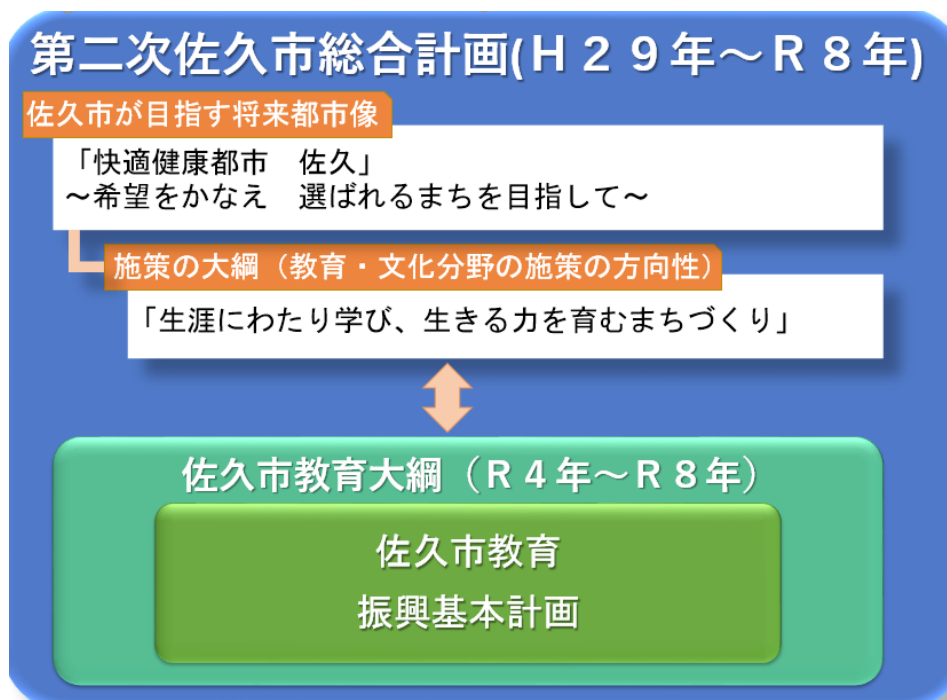 第二次佐久市総合計画(H29年～R8年)
佐久市が目指す将来都市像
「快適健康都市　佐久」
～希望をかなえ　選ばれるまちを目指して～
施策の大綱（教育・文化分野の施策の方向性）
「生涯にわたり学び、生きる力を育むまちづくり」
佐久市教育大綱（R4年～R8年）
佐久市教育
振興基本計画